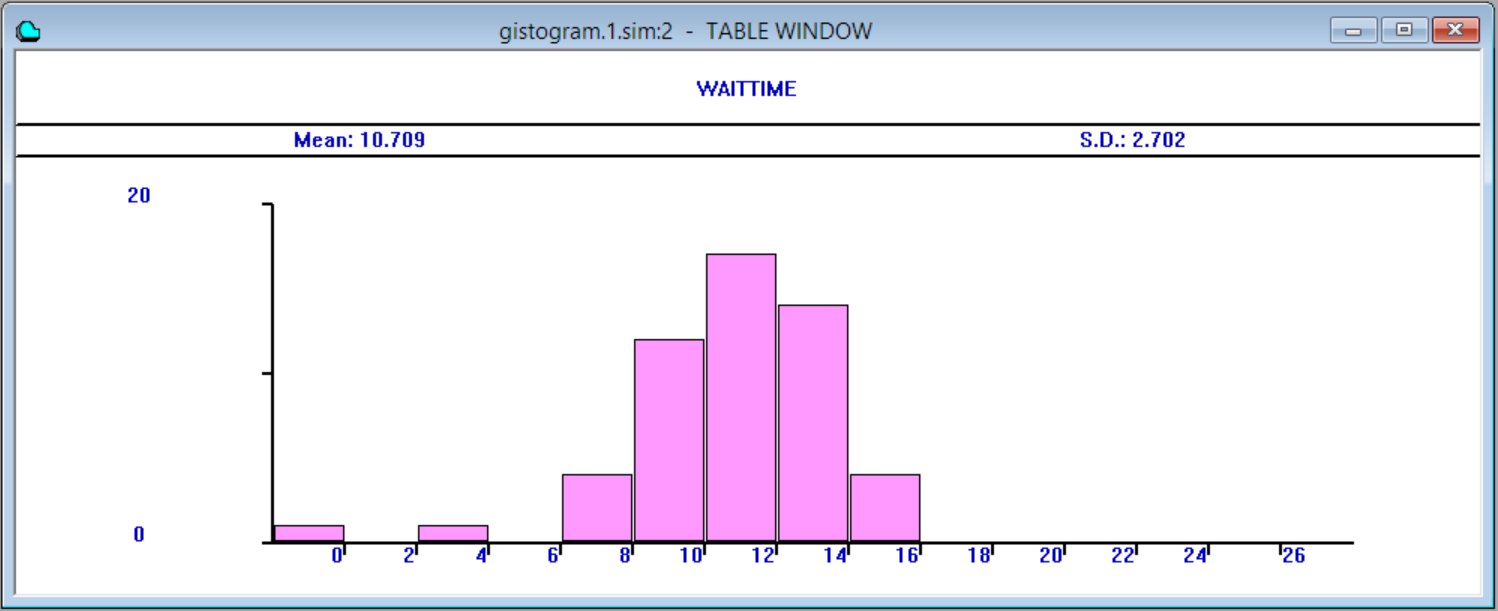 gistogram.1.sim:2 - TABLE WINDOW
WAITTIME
Mean: 10.709 S.D.: 2.702
20
0
0 2 4 6 8 10 12 14 16 18 20 22 24 26